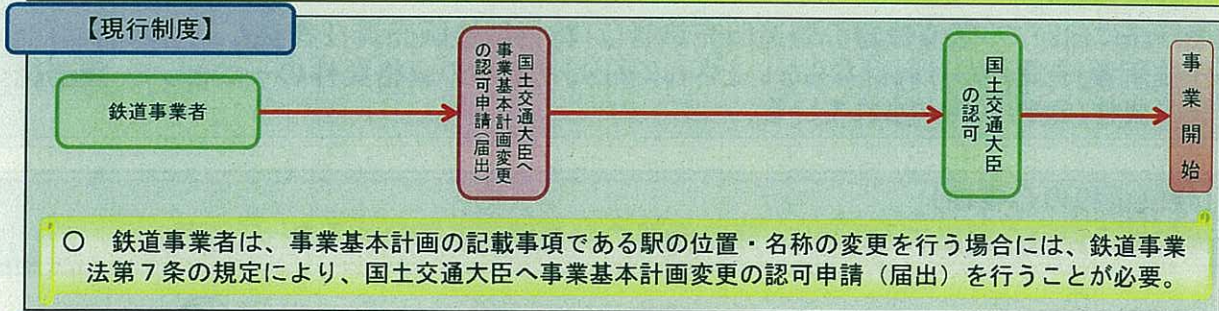 【現行制度】
鉄道事業者
国土交通大臣へ
事業基本計画変更
の認可申請(届出)
国土交通大臣
の認可
事業開始
○ 鉄道事業者は、事業基本計画の記載事項である駅の位置・名称の変更を行う場合には、鉄道事業
法第7条の規定により、国土交通大臣へ事業基本計画変更の認可申請（届出）を行うことが必要。